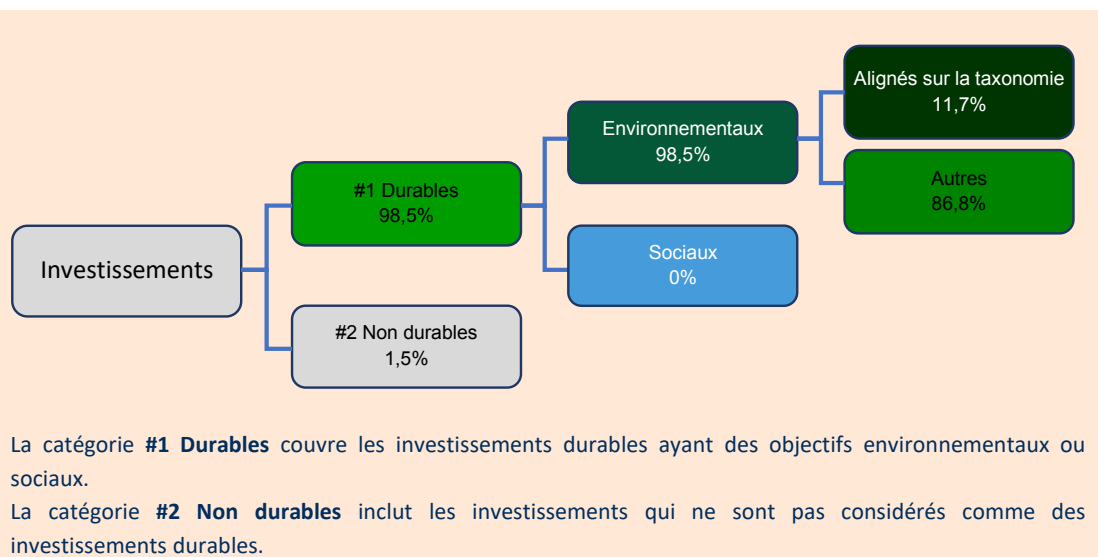 Alignés sur la taxonomie
11,7%
Environnementaux
98,5%
#1 Durables
98,5%
Autres
86,8%
Investissements
Sociaux
0%
#2 Non durables
1,5%
La catégorie #1 Durables couvre les investissements durables ayant des objectifs environnementaux ou
sociaux.
La catégorie #2 Non durables inclut les investissements qui ne sont pas considérés comme des
investissements durables.